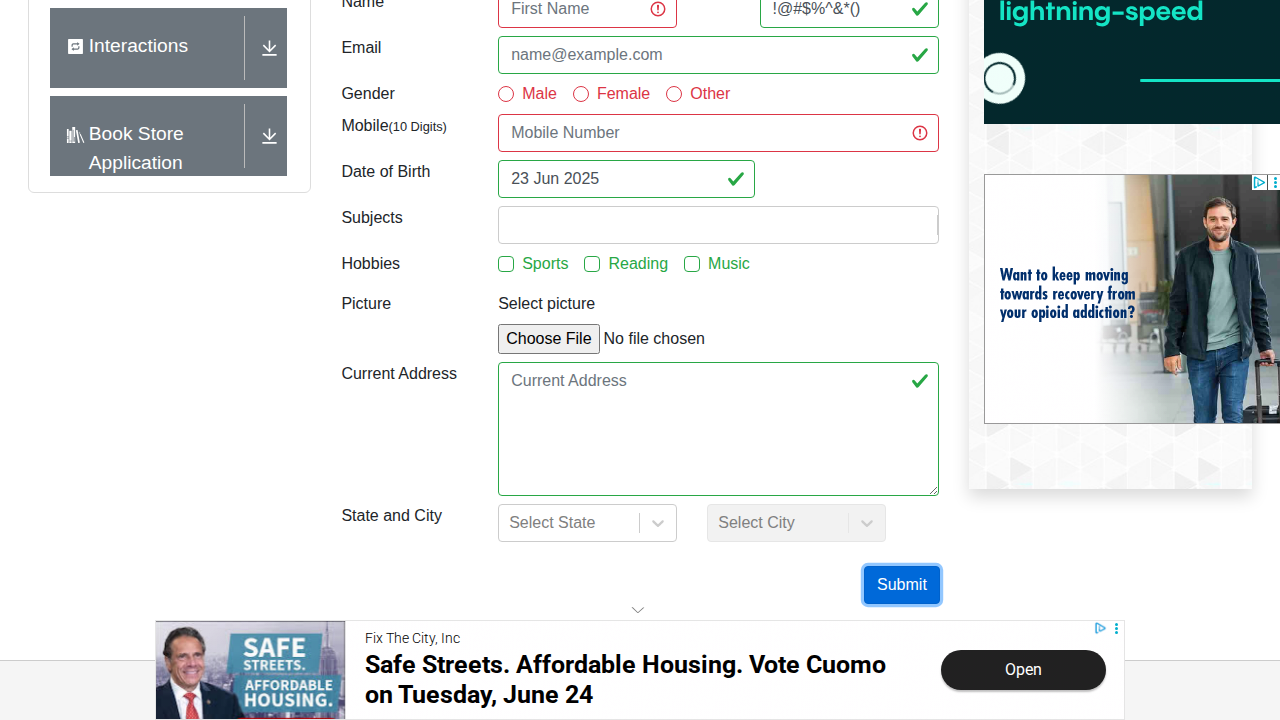 Name
First Name
!@#$%^&*()
lightning-speed
Interactions
Email
name@example.com
Gender
Male
Female
Other
Book Store
Application
Mobile(10 Digits)
Mobile Number
Date of Birth
23 Jun 2025
Subjects
Hobbies
Sports
Reading
Music
Want to keep moving
towards recovery from
your opioid addiction?
Picture
Select picture
Choose File No file chosen
Current Address
Current Address
State and City
Select State
Select City
Submit
SAFE
STREETS.
AFFORDABLE
HOUSING.
Fix The City, Inc
Safe Streets. Affordable Housing. Vote Cuomo
on Tuesday, June 24
Open